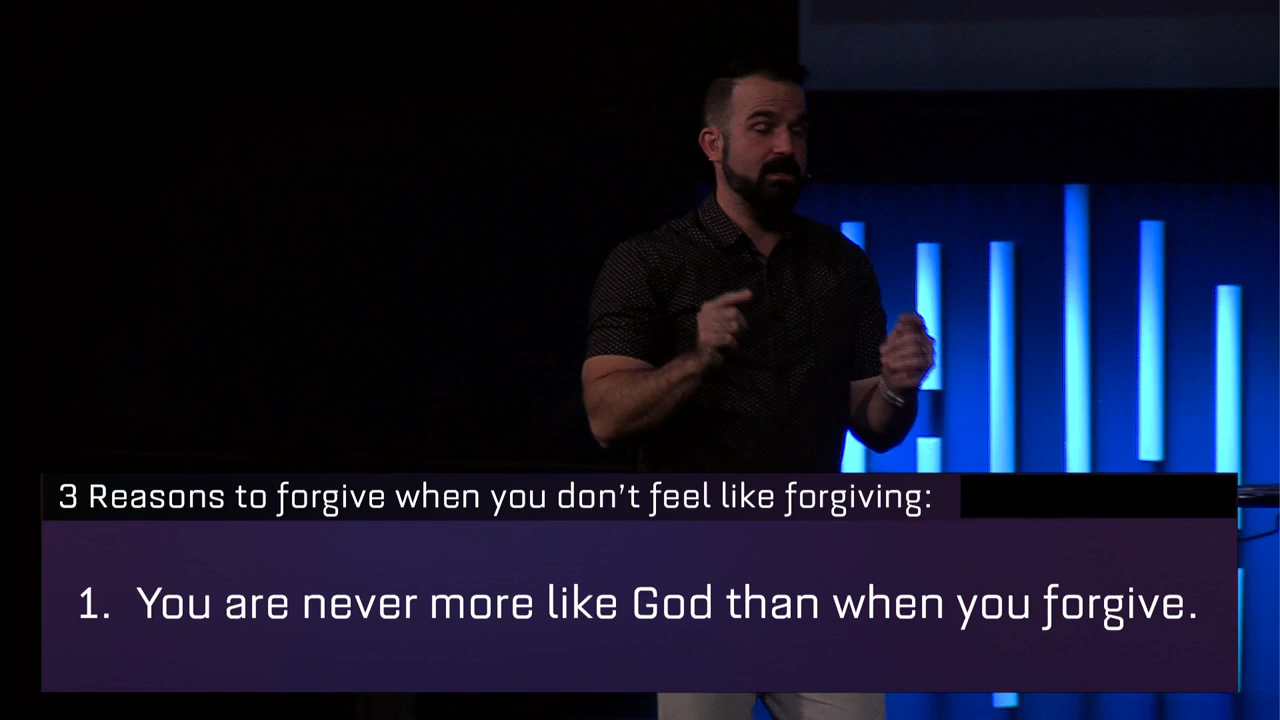 3 Reasons to forgive when you don't feel like forgiving:
1. You are never more like God than when you forgive.